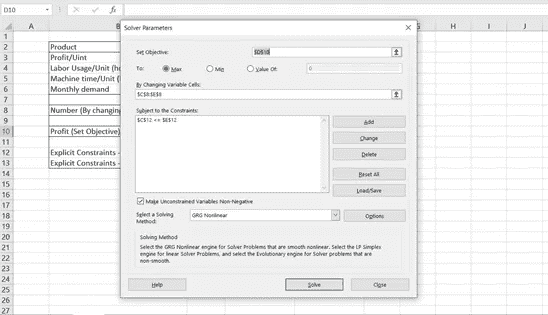 D10
fx
A B G H I J K
1
2 Product
3 Profit/Uint
4 Labor Usage/Unit (h
5 Machine time/Unit (
6 Monthly demand
7
8 Number (By changing
9
10 Profit (Set Objective)
11
12 Explicit Constraints -
13 Explicit Constraints -
14
15
16
17
18
19
20
21
22
23
24
25
26
27
Solver Parameters
Set Objective: $D$10
To: Max Min Value Of: 0
By Changing Variable Cells:
$C$8:$E$8
Subject to the Constraints:
$C$12 <= $E$12
Add
Change
Delete
Reset All
Load/Save
Make Unconstrained Variables Non-Negative
Select a Solving
Method:
GRG Nonlinear
Options
Solving Method
Select the GRG Nonlinear engine for Solver Problems that are smooth nonlinear. Select the LP Simplex
engine for linear Solver Problems, and select the Evolutionary engine for Solver problems that are
non-smooth.
Help
Solve
Close